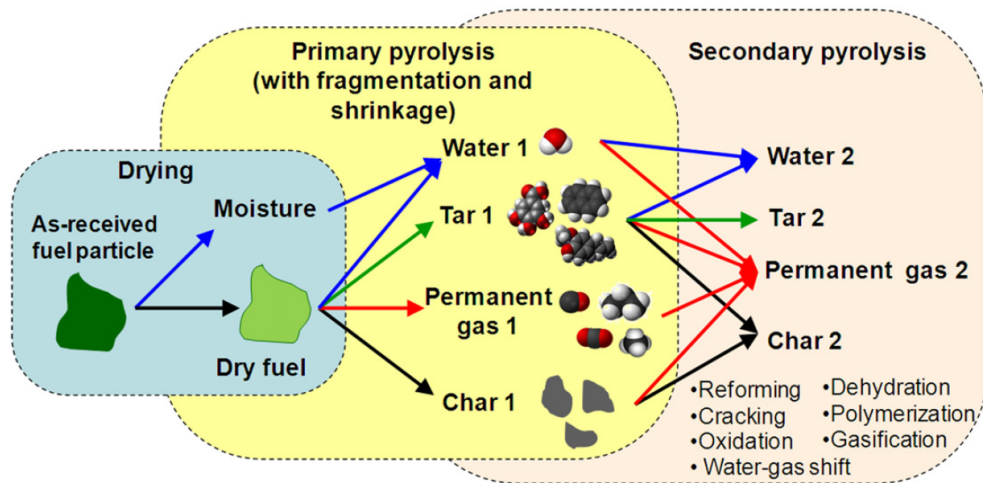 Primary pyrolysis
(with fragmentation and
shrinkage)
Secondary pyrolysis
Drying
As-received
fuel particle
Moisture
Dry fuel
Water 1
Tar 1
Permanent
gas 1
Char 1
Water 2
Tar 2
Permanent gas 2
Char 2
•Reforming
•Cracking
•Oxidation
•Water-gas shift
•Dehydration
•Polymerization
•Gasification